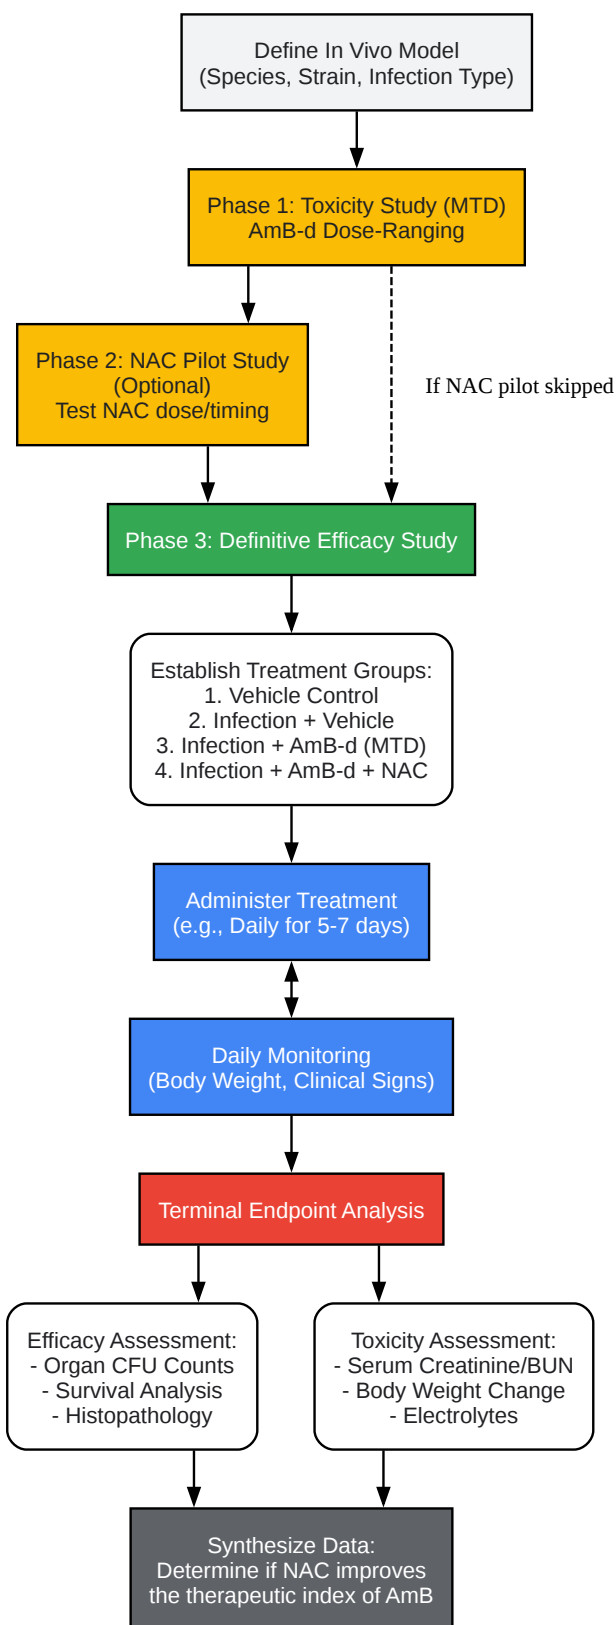 Define In Vivo Model
(Species, Strain, Infection Type)
Phase 1: Toxicity Study (MTD)
AmB-d Dose-Ranging
Phase 2: NAC Pilot Study
(Optional)
Test NAC dose/timing
If NAC pilot skipped
Phase 3: Definitive Efficacy Study
Establish Treatment Groups:
1. Vehicle Control
2. Infection + Vehicle
3. Infection + AmB-d (MTD)
4. Infection + AmB-d + NAC
Administer Treatment
(e.g., Daily for 5-7 days)
Daily Monitoring
(Body Weight, Clinical Signs)
Terminal Endpoint Analysis
Efficacy Assessment:
- Organ CFU Counts
- Survival Analysis
- Histopathology
Toxicity Assessment:
- Serum Creatinine/BUN
- Body Weight Change
- Electrolytes
Synthesize Data:
Determine if NAC improves
the therapeutic index of AmB